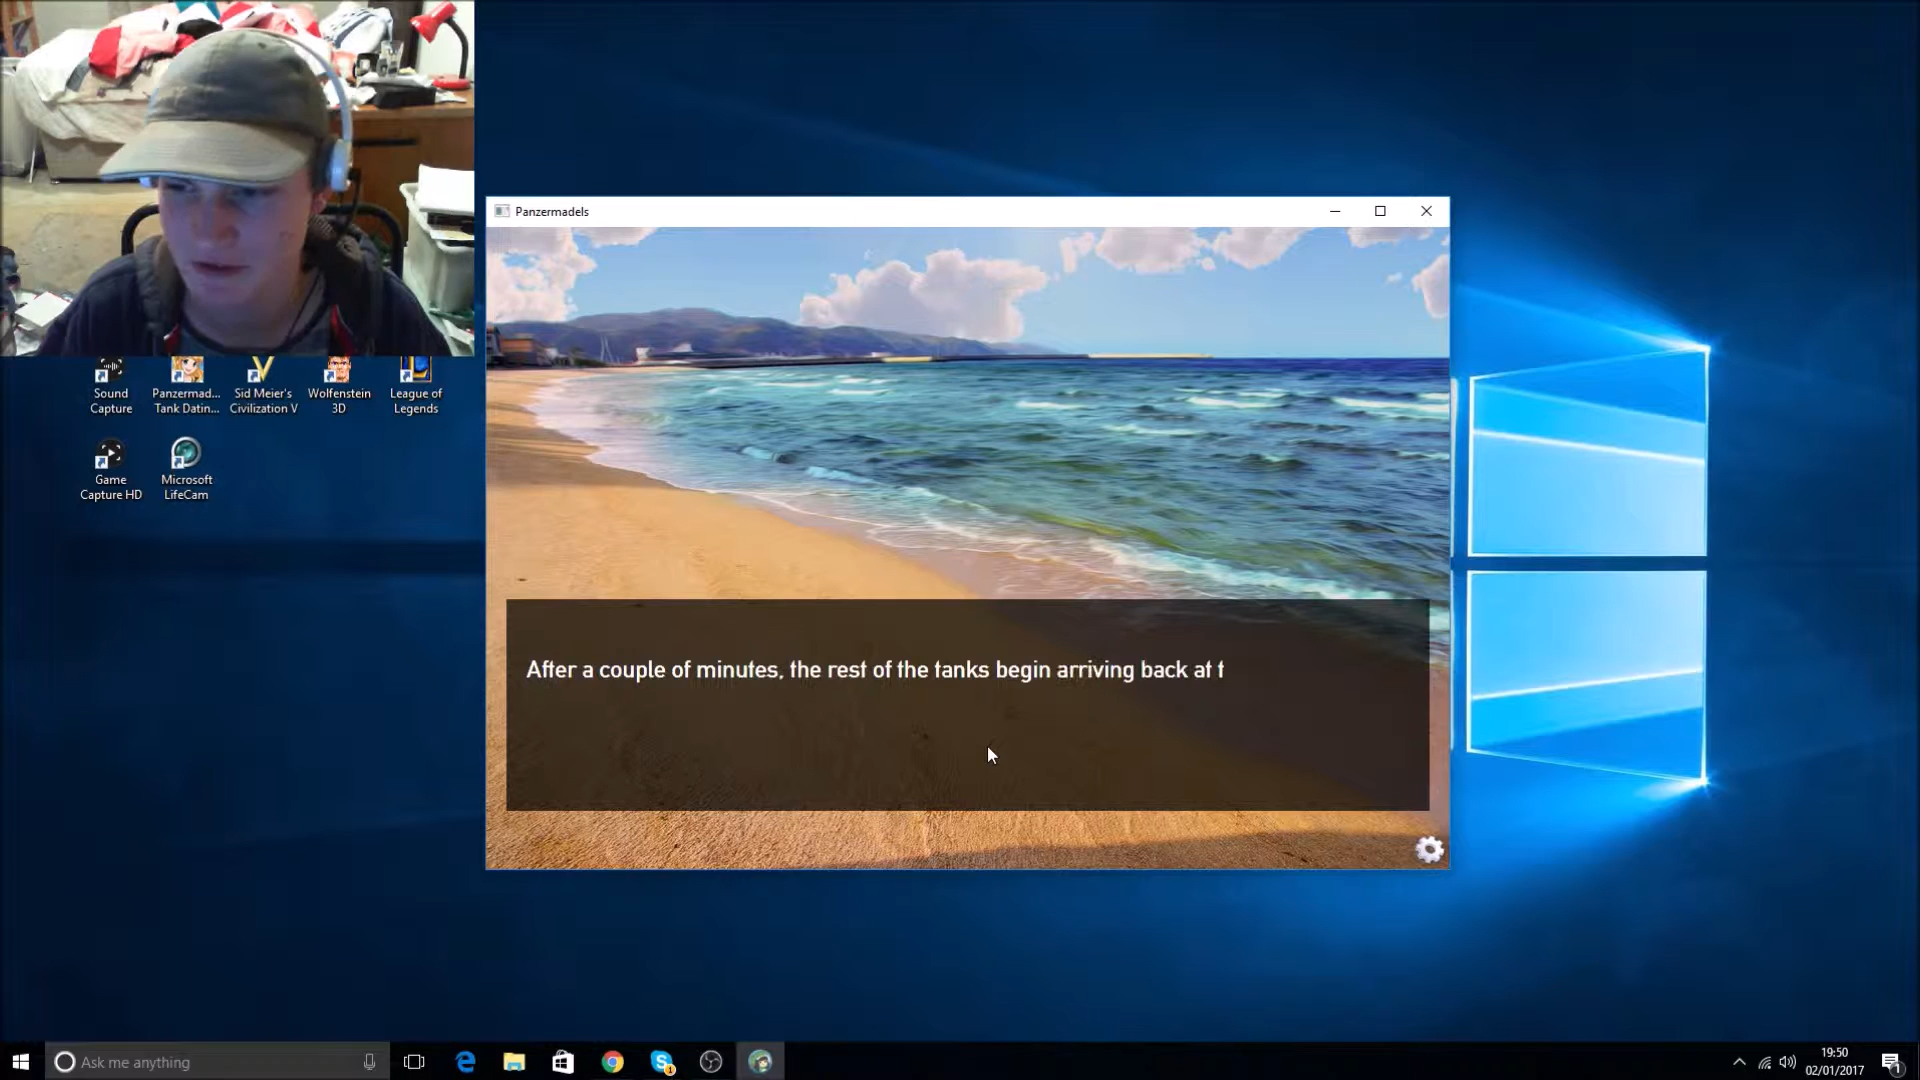 Panzermadels
Sound
Capture
Panzermad...
Tank Datin...
Sid Meier's
Civilization V
Wolfenstein
3D
League of
Legends
Game
Capture HD
Microsoft
LifeCam
After a couple of minutes, the rest of the tanks begin arriving back at t
Ask me anything
19:50
02/01/2017